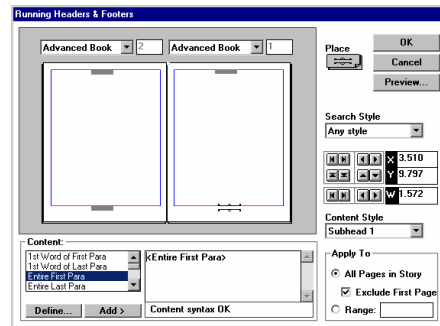 Running Headers & Footers
Advanced Book 2 Advanced Book 1
Place
OK
Cancel
Preview...
Search Style
Any style
X 3.510
Y 9.797
W 1.572
Content Style
Subhead 1
Content:
1st Word of First Para
1st Word of Last Para
Entire First Para
Entire Last Para
<Entire First Para>
Define... Add >
Content syntax OK
Apply To
All Pages in Story
Exclude First Page
Range: